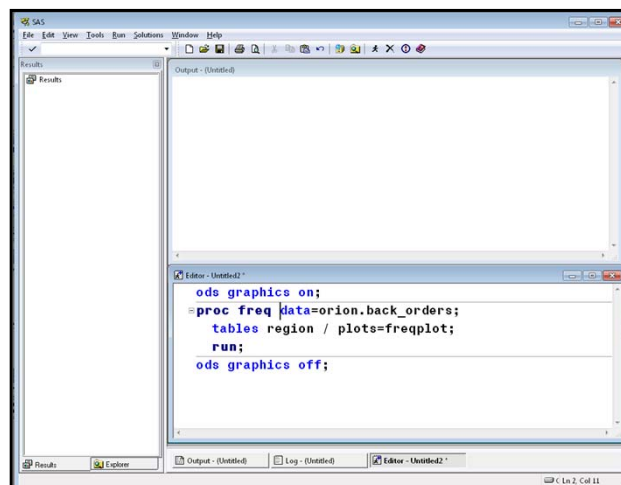 SAS
File Edit View Tools Run Solutions Window Help
Results
Results
Output - (Untitled)
Editor - Untitled2 *
ods graphics on;
proc freq data=orion.back_orders;
tables region / plots=freqplot;
run;
ods graphics off;
Results
Explorer
Output - (Untitled)
Log - (Untitled)
Editor - Untitled2 *
C Ln 2, Col 11